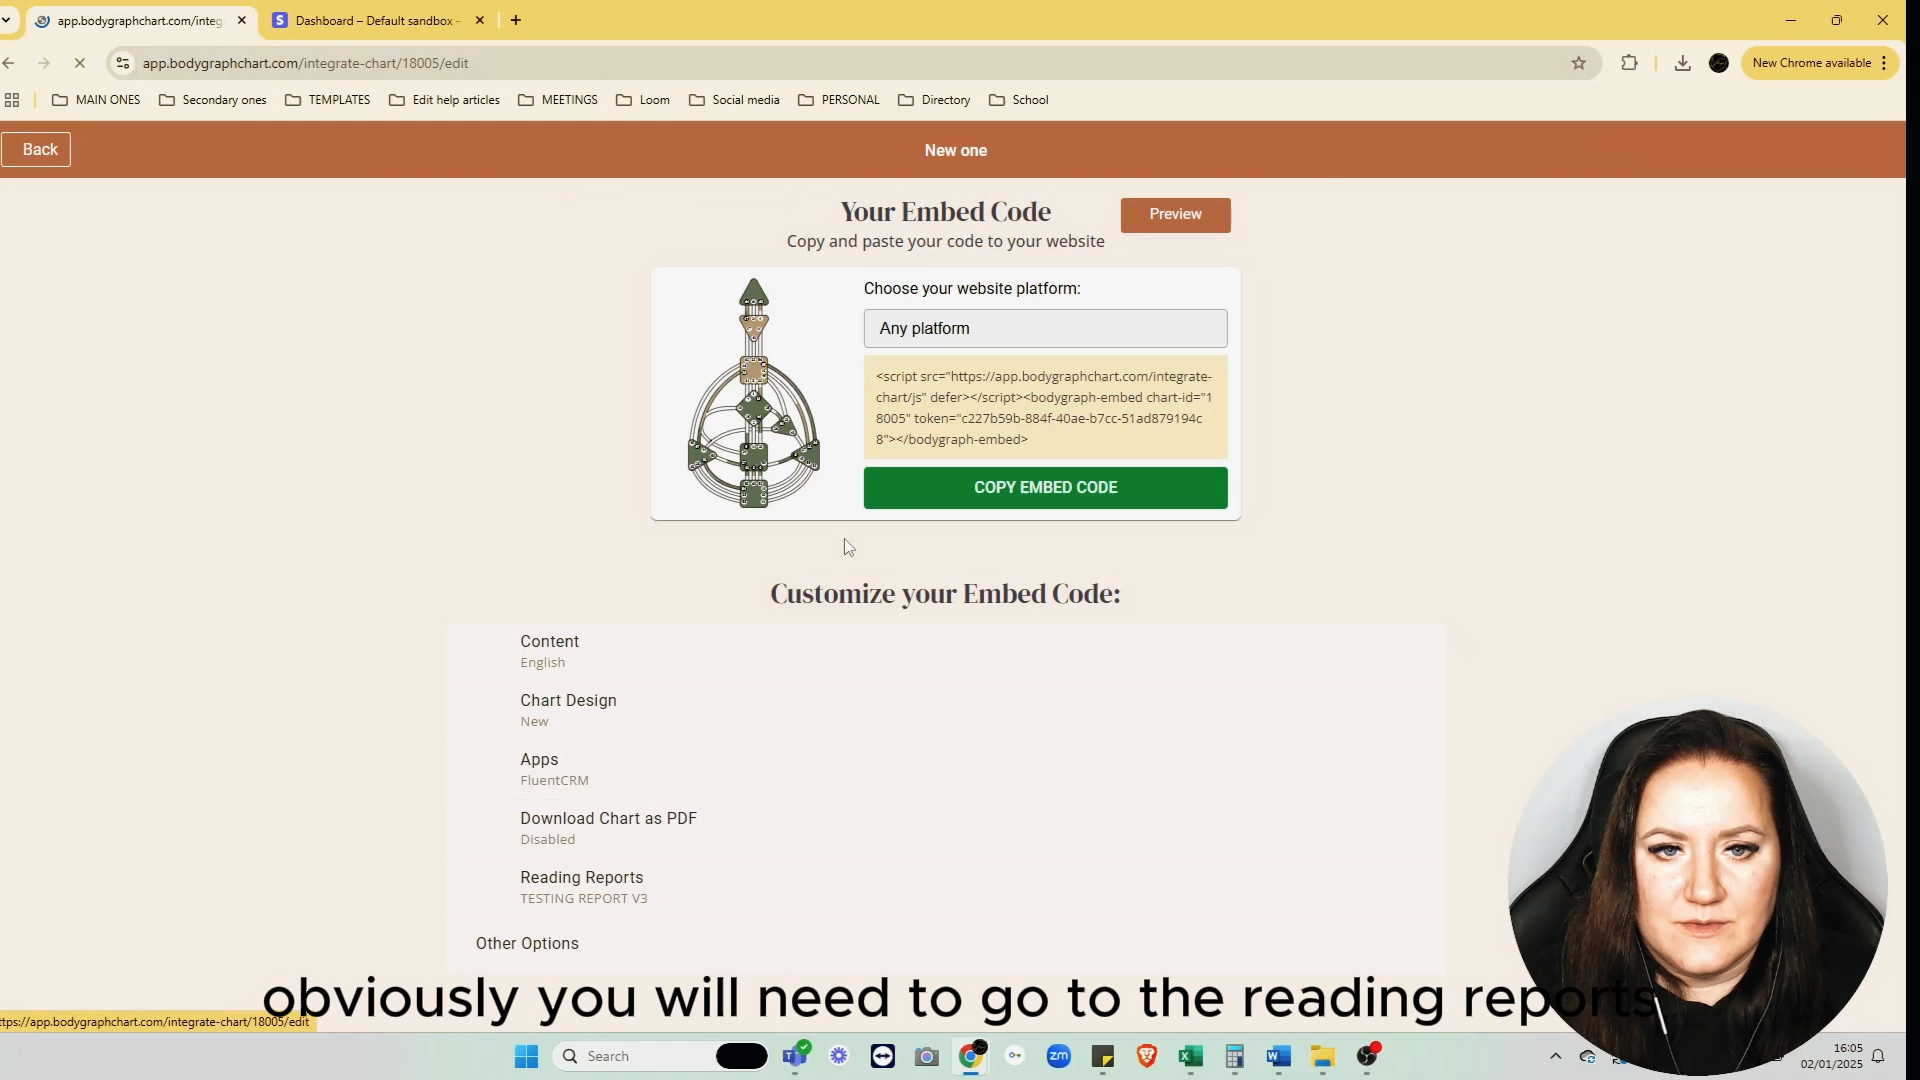 app.bodygraphchart.com/integ
Dashboard – Default sandbox –
app.bodygraphchart.com/integrate-chart/18005/edit
New Chrome available
MAIN ONES
Secondary ones
TEMPLATES
Edit help articles
MEETINGS
Loom
Social media
PERSONAL
Directory
School
Back
New one
Your Embed Code
Preview
Copy and paste your code to your website
Choose your website platform:
Any platform
<script src="https://app.bodygraphchart.com/integrate-
chart/js" defer></script><bodygraph-embed chart-id="1
8005" token="c227b59b-884f-40ae-b7cc-51ad879194c
8"></bodygraph-embed>
COPY EMBED CODE
Customize your Embed Code:
Content
English
Chart Design
New
Apps
FluentCRM
Download Chart as PDF
Disabled
Reading Reports
TESTING REPORT V3
Other Options
obviously you will need to go to the reading reports
ttps://app.bodygraphchart.com/integrate-chart/18005/edit
Search
zm
16:05
02/01/2025